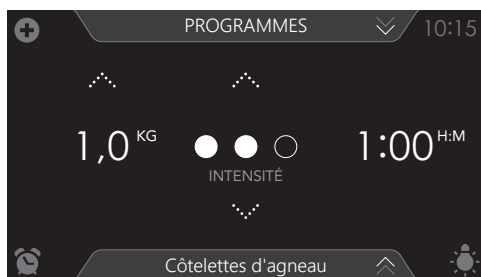 PROGRAMMES
10:15
1,0 KG
1:00 H:M
INTENSITÉ
Côtelettes d'agneau